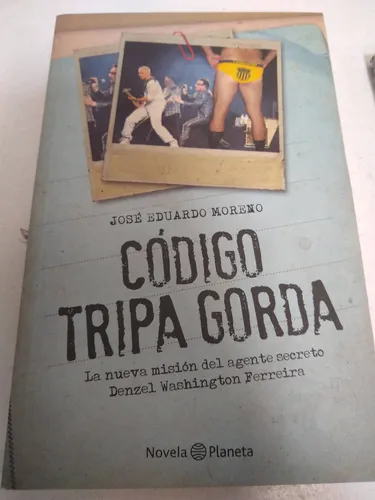 JOSÉ EDUARDO MORENO
CÓDIGO
TRIPA GORDA
La nueva misión del agente secreto
Denzel Washington Ferreira
Novela Planeta